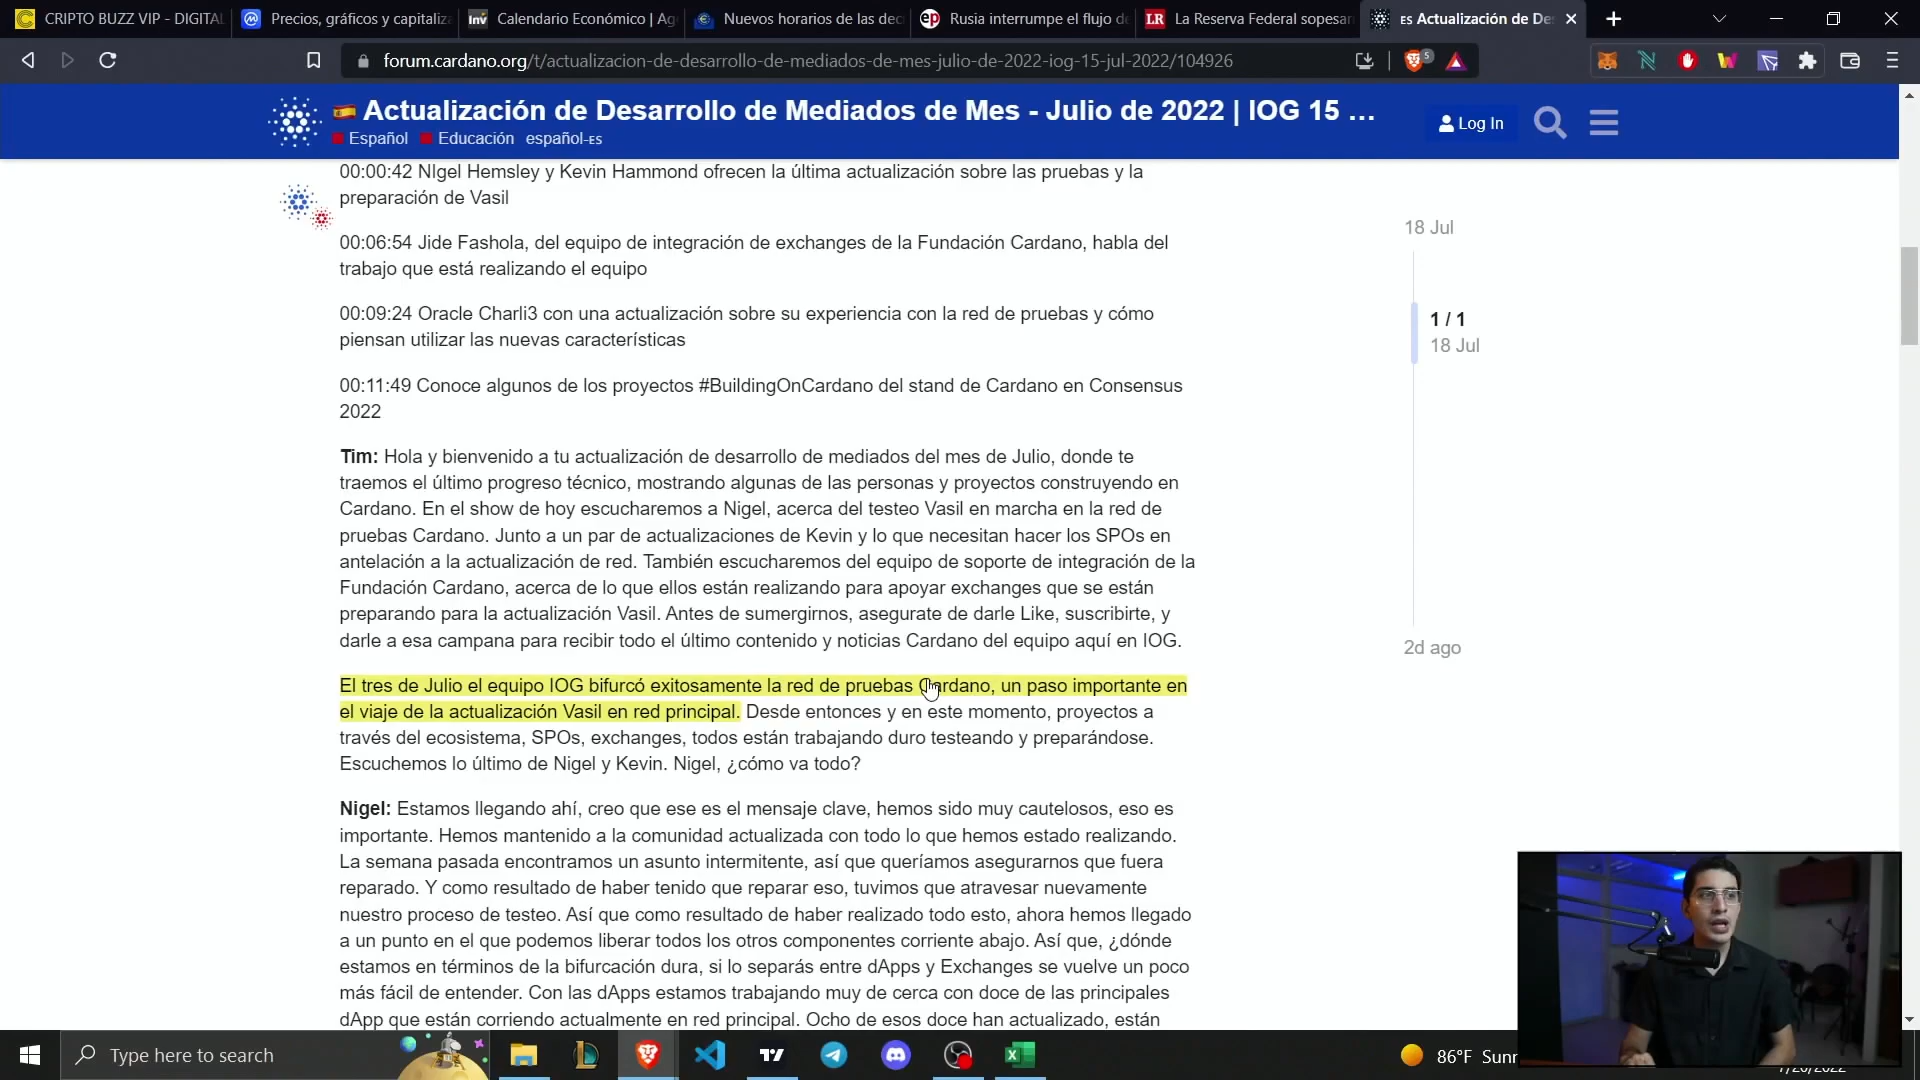 CRIPTO BUZZ VIP - DIGITAL
Precios, gráficos y capitaliza
Calendario Económico | Ag
Nuevos horarios de las dec
Rusia interrumpe el flujo d
La Reserva Federal sopesar
ES Actualización de De
forum.cardano.org/t/actualizacion-de-desarrollo-de-mediados-de-mes-julio-de-2022-iog-15-jul-2022/104926
5
Actualización de Desarrollo de Mediados de Mes - Julio de 2022 | IOG 15 ...
Español Educación español-ES
Log In
00:00:42 NIgel Hemsley y Kevin Hammond ofrecen la última actualización sobre las pruebas y la
preparación de Vasil
00:06:54 Jide Fashola, del equipo de integración de exchanges de la Fundación Cardano, habla del
trabajo que está realizando el equipo
00:09:24 Oracle Charli3 con una actualización sobre su experiencia con la red de pruebas y cómo
piensan utilizar las nuevas características
00:11:49 Conoce algunos de los proyectos #BuildingOnCardano del stand de Cardano en Consensus
2022
Tim: Hola y bienvenido a tu actualización de desarrollo de mediados del mes de Julio, donde te
traemos el último progreso técnico, mostrando algunas de las personas y proyectos construyendo en
Cardano. En el show de hoy escucharemos a Nigel, acerca del testeo Vasil en marcha en la red de
pruebas Cardano. Junto a un par de actualizaciones de Kevin y lo que necesitan hacer los SPOs en
antelación a la actualización de red. También escucharemos del equipo de soporte de integración de la
Fundación Cardano, acerca de lo que ellos están realizando para apoyar exchanges que se están
preparando para la actualización Vasil. Antes de sumergirnos, asegurate de darle Like, suscribirte, y
darle a esa campana para recibir todo el último contenido y noticias Cardano del equipo aquí en IOG.
El tres de Julio el equipo IOG bifurcó exitosamente la red de pruebas Cardano, un paso importante en
el viaje de la actualización Vasil en red principal. Desde entonces y en este momento, proyectos a
través del ecosistema, SPOs, exchanges, todos están trabajando duro testeando y preparándose.
Escuchemos lo último de Nigel y Kevin. Nigel, ¿cómo va todo?
Nigel: Estamos llegando ahí, creo que ese es el mensaje clave, hemos sido muy cautelosos, eso es
importante. Hemos mantenido a la comunidad actualizada con todo lo que hemos estado realizando.
La semana pasada encontramos un asunto intermitente, así que queríamos asegurarnos que fuera
reparado. Y como resultado de haber tenido que reparar eso, tuvimos que atravesar nuevamente
nuestro proceso de testeo. Así que como resultado de haber realizado todo esto, ahora hemos llegado
a un punto en el que podemos liberar todos los otros componentes corriente abajo. Así que, ¿dónde
estamos en términos de la bifurcación dura, si lo separás entre dApps y Exchanges se vuelve un poco
más fácil de entender. Con las dApps estamos trabajando muy de cerca con doce de las principales
dApp que están corriendo actualmente en red principal. Ocho de esos doce han actualizado, están
18 Jul
1 / 1
18 Jul
2d ago
Type here to search
86°F Sunn